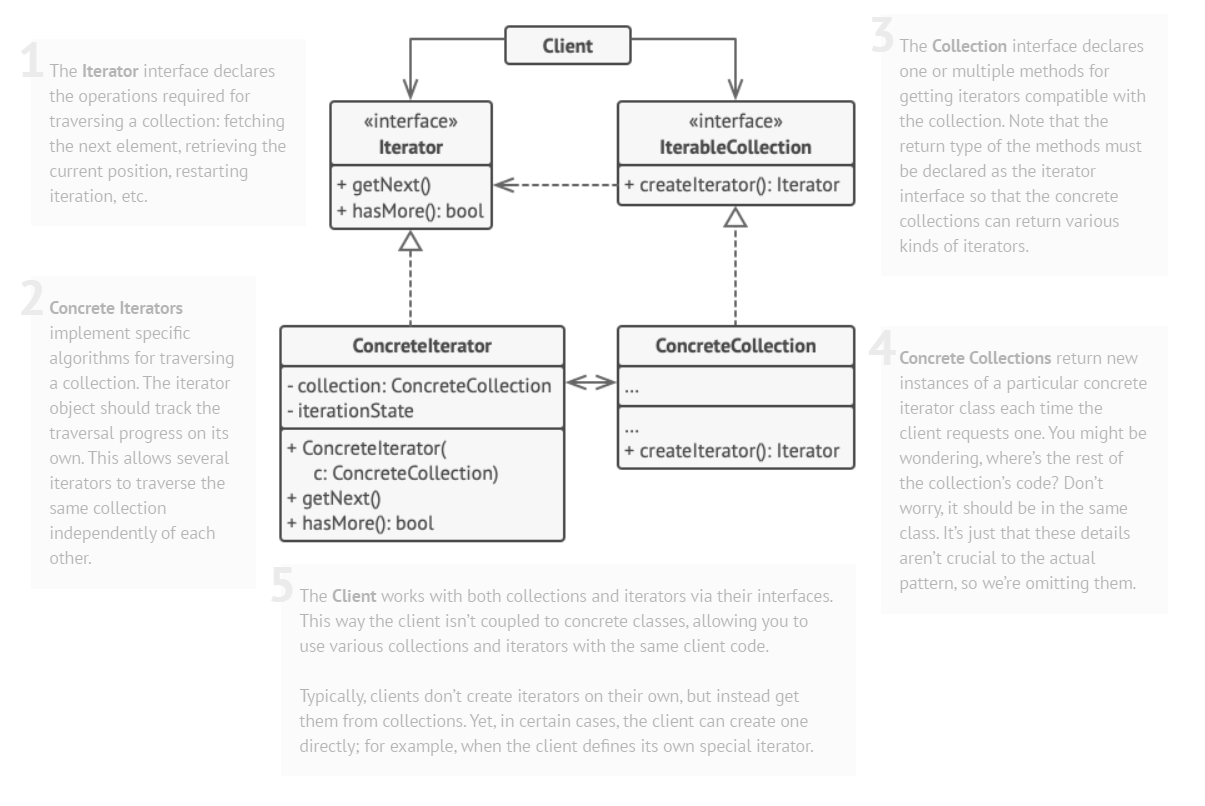 1
The Iterator interface declares
the operations required for
traversing a collection: fetching
the next element, retrieving the
current position, restarting
iteration, etc.
Client
«interface»
Iterator
+ getNext()
+ hasMore(): bool
«interface»
IterableCollection
+ createIterator(): Iterator
3
The Collection interface declares
one or multiple methods for
getting iterators compatible with
the collection. Note that the
return type of the methods must
be declared as the iterator
interface so that the concrete
collections can return various
kinds of iterators.
2
Concrete Iterators
implement specific
algorithms for traversing
a collection. The iterator
object should track the
traversal progress on its
own. This allows several
iterators to traverse the
same collection
independently of each
other.
ConcreteIterator
- collection: ConcreteCollection
- iterationState
+ ConcreteIterator(
c: ConcreteCollection)
+ getNext()
+ hasMore(): bool
ConcreteCollection
...
...
+ createIterator(): Iterator
4
Concrete Collections return new
instances of a particular concrete
iterator class each time the
client requests one. You might be
wondering, where’s the rest of
the collection’s code? Don’t
worry, it should be in the same
class. It’s just that these details
aren’t crucial to the actual
pattern, so we’re omitting them.
5
The Client works with both collections and iterators via their interfaces.
This way the client isn’t coupled to concrete classes, allowing you to
use various collections and iterators with the same client code.
Typically, clients don’t create iterators on their own, but instead get
them from collections. Yet, in certain cases, the client can create one
directly; for example, when the client defines its own special iterator.